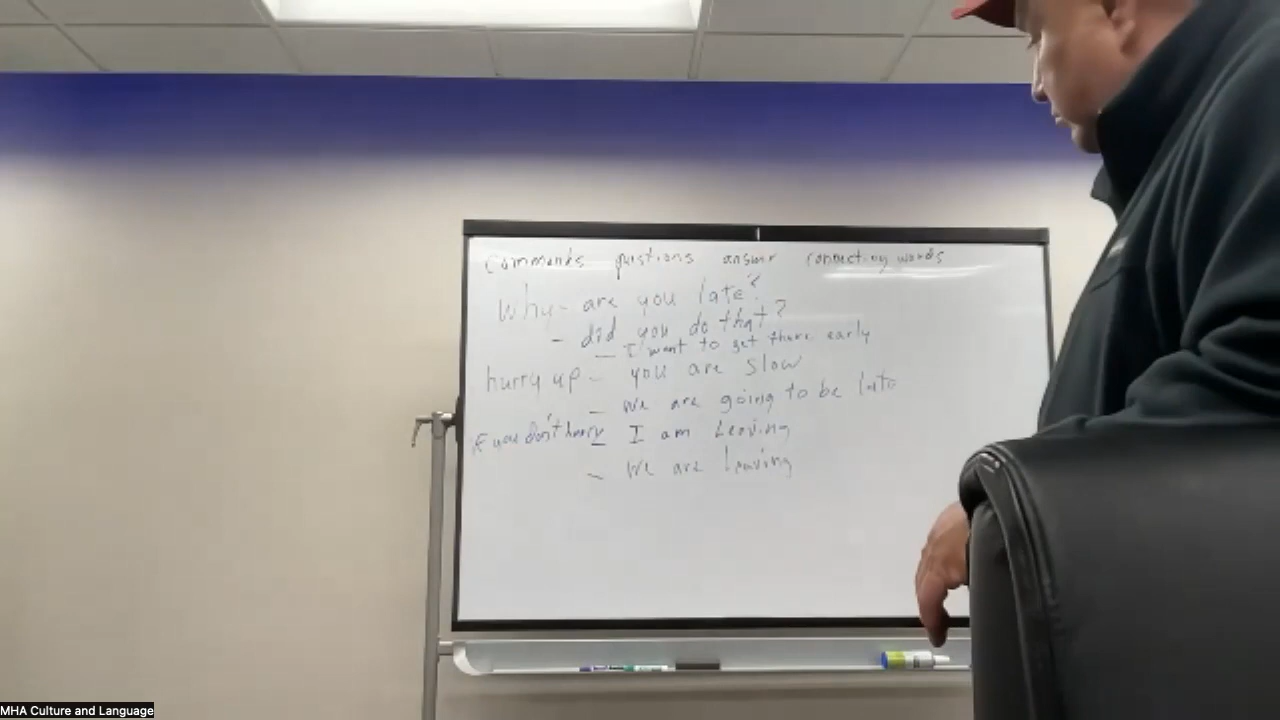 Commands questions answer connecting words
Why - are you late?
- did you do that?
- I want to get there early
hurry up - you are slow
- we are going to be late
if you don't hurry - I am Leaving
- we are leaving
MHA Culture and Language